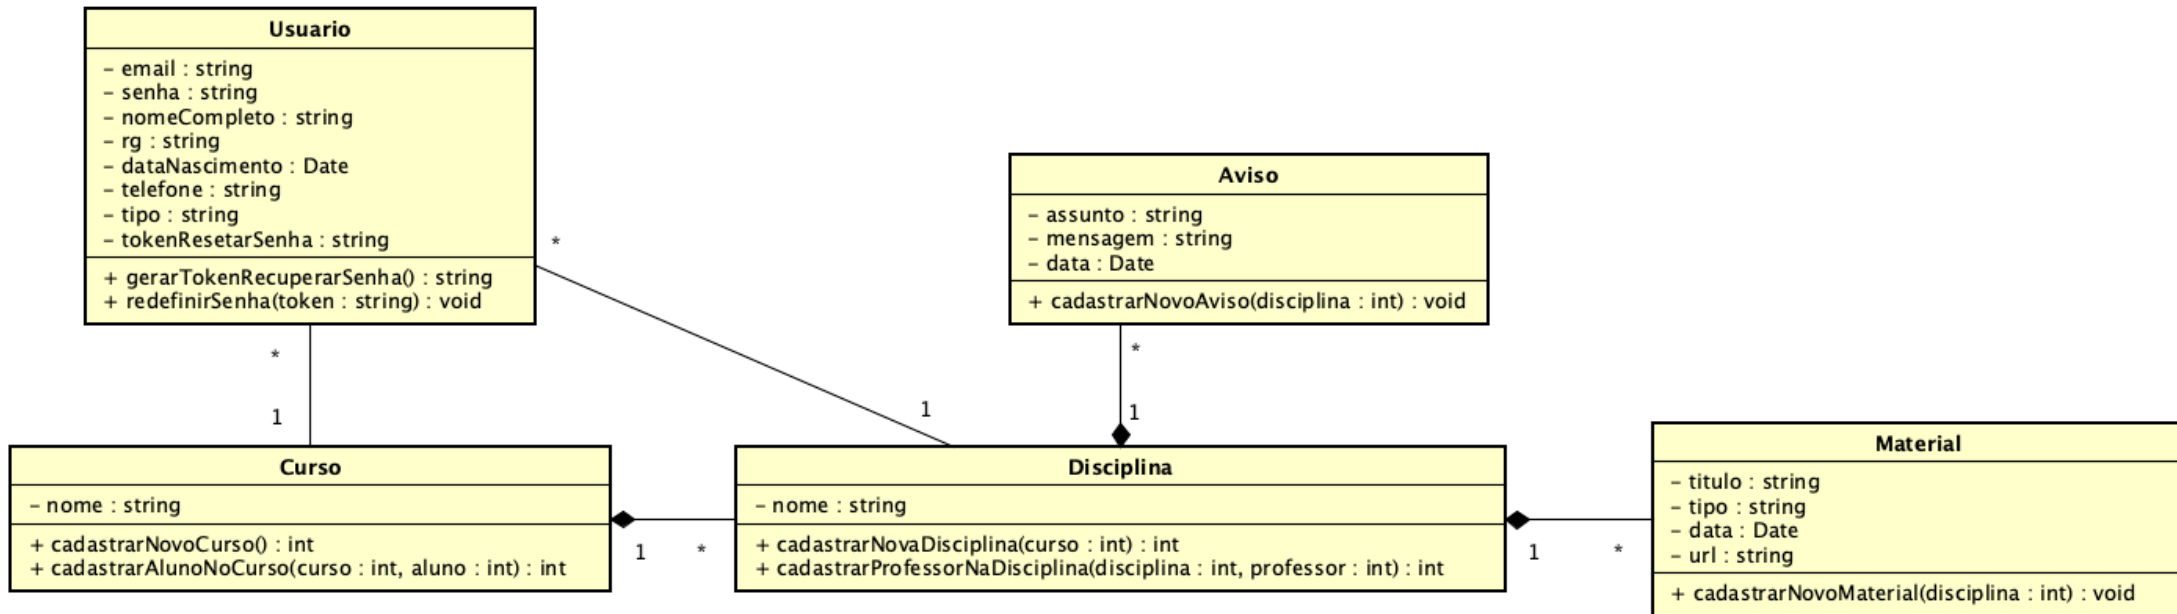 Usuario
– email : string
– senha : string
– nomeCompleto : string
– rg : string
– dataNascimento : Date
– telefone : string
– tipo : string
– tokenResetarSenha : string
+ gerarTokenRecuperarSenha() : string
+ redefinirSenha(token : string) : void
*
1
*
1
Aviso
– assunto : string
– mensagem : string
– data : Date
+ cadastrarNovoAviso(disciplina : int) : void
*
1
Curso
– nome : string
+ cadastrarNovoCurso() : int
+ cadastrarAlunoNoCurso(curso : int, aluno : int) : int
1
*
Disciplina
– nome : string
+ cadastrarNovaDisciplina(curso : int) : int
+ cadastrarProfessorNaDisciplina(disciplina : int, professor : int) : int
1
*
Material
– titulo : string
– tipo : string
– data : Date
– url : string
+ cadastrarNovoMaterial(disciplina : int) : void